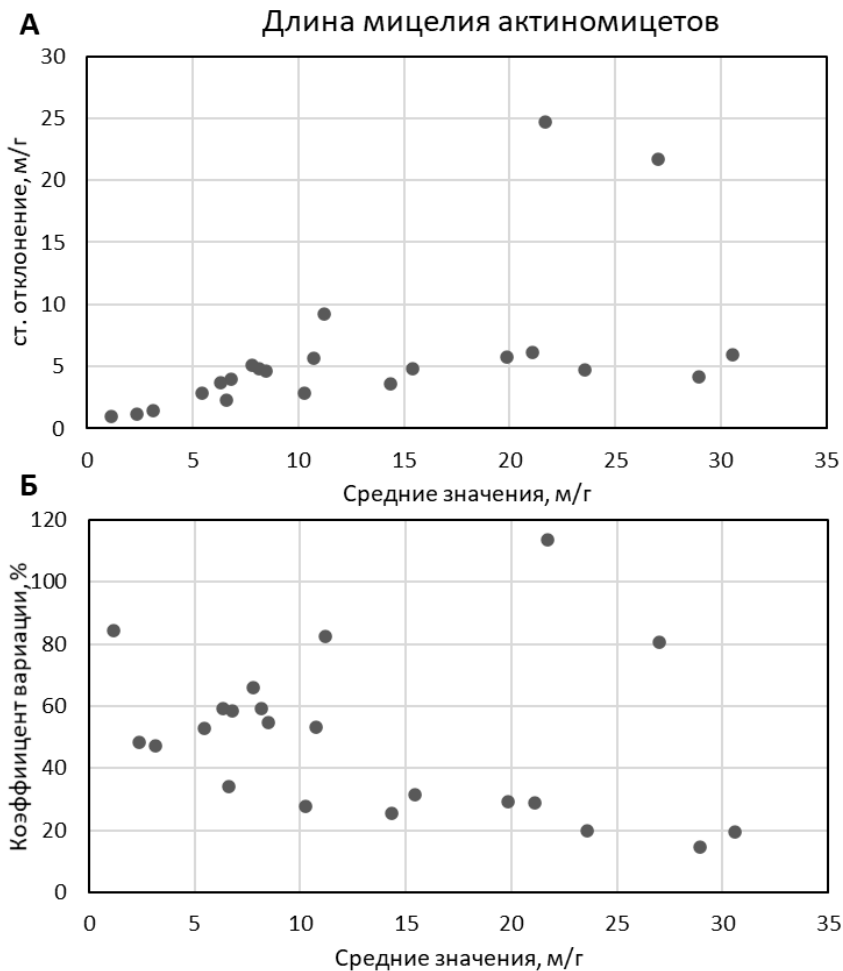 А
Длина мицелия актиномицетов
30
25
20
15
10
5
0
ст. отклонение, м/г
0 5 10 15 20 25 30 35
Средние значения, м/г
Б
120
100
80
60
40
20
0
Коэффиицент вариации, %
0 5 10 15 20 25 30 35
Средние значения, м/г